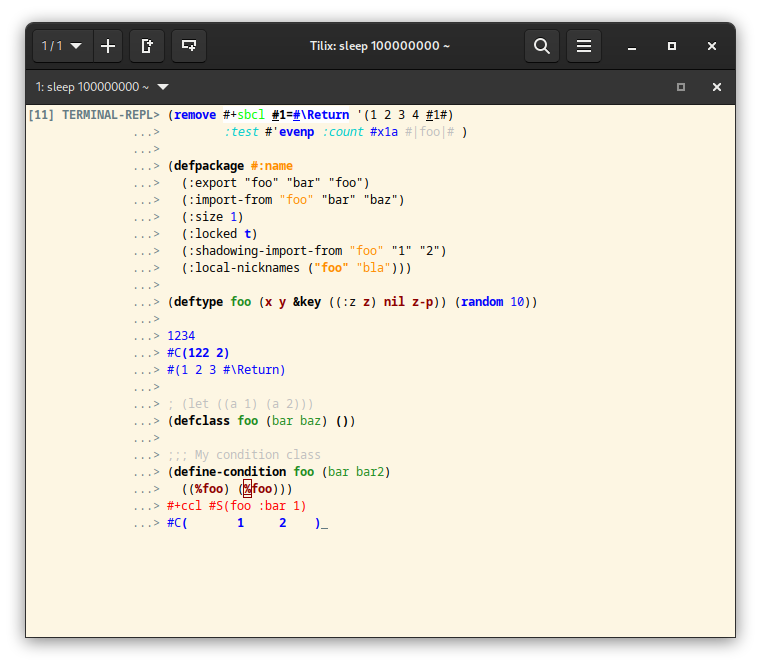 1 / 1
Tilix: sleep 100000000 ~
1: sleep 100000000 ~
[11] TERMINAL-REPL> (remove #+sbcl #1=#\Return '(1 2 3 4 #1#)
...> :test #'evenp :count #x1a #|foo|# )
...>
...> (defpackage #:name
...> (:export "foo" "bar" "foo")
...> (:import-from "foo" "bar" "baz")
...> (:size 1)
...> (:locked t)
...> (:shadowing-import-from "foo" "1" "2")
...> (:local-nicknames ("foo" "bla")))
...>
...> (deftype foo (x y &key ((:z z) nil z-p)) (random 10))
...>
...> 1234
...> #C(122 2)
...> #(1 2 3 #\Return)
...>
...> ; (let ((a 1) (a 2)))
...> (defclass foo (bar baz) ())
...>
...> ;;; My condition class
...> (define-condition foo (bar bar2)
...> ((%foo) (%foo)))
...> #+ccl #S(foo :bar 1)
...> #C(       1     2    )_